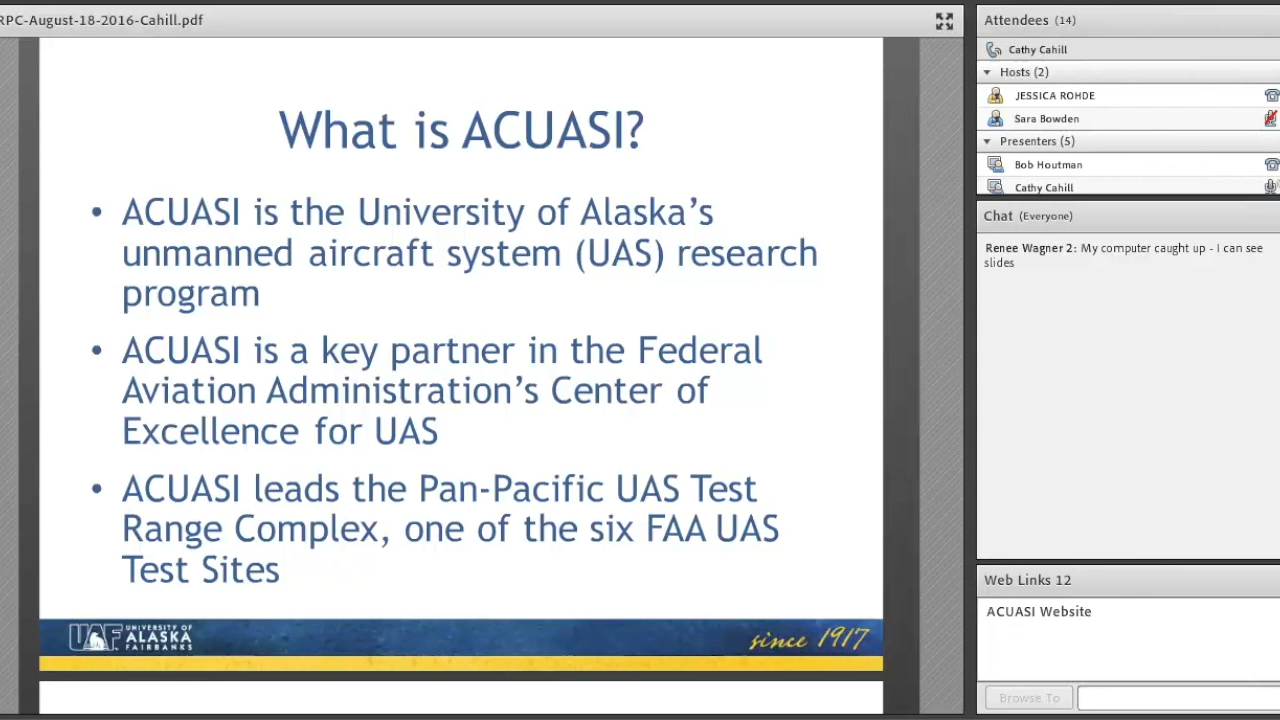 RPC-August-18-2016-Cahill.pdf
What is ACUASI?
• ACUASI is the University of Alaska's
unmanned aircraft system (UAS) research
program
• ACUASI is a key partner in the Federal
Aviation Administration's Center of
Excellence for UAS
• ACUASI leads the Pan-Pacific UAS Test
Range Complex, one of the six FAA UAS
Test Sites
UAF UNIVERSITY OF
ALASKA
FAIRBANKS
since 1917
Attendees (14)
Cathy Cahill
Hosts (2)
JESSICA ROHDE
Sara Bowden
Presenters (5)
Bob Houtman
Cathy Cahill
Chat (Everyone)
Renee Wagner 2: My computer caught up - I can see
slides
Web Links 12
ACUASI Website
Browse To